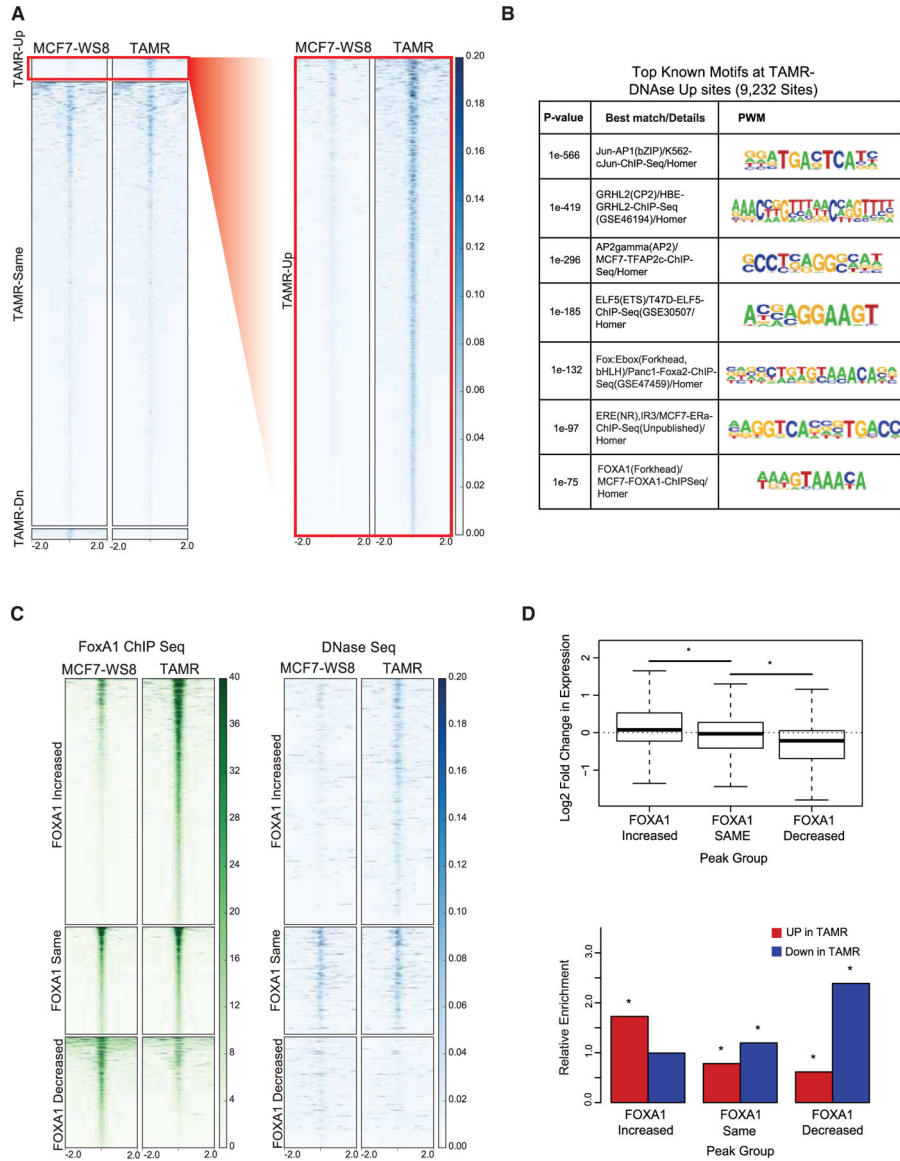 A
MCF7-WS8 TAMR
MCF7-WS8 TAMR
TAMR-Up
TAMR-Same
TAMR-Dn
-2.0 2.0 -2.0 2.0
TAMR-Up
-2.0 2.0 -2.0 2.0
0.20
0.18
0.16
0.14
0.12
0.10
0.08
0.06
0.04
0.02
0.00
B
Top Known Motifs at TAMR-
DNAse Up sites (9,232 Sites)
P-value Best match/Details PWM
1e-566
Jun-AP1(bZIP)/K562-
cJun-ChIP-Seq/Homer
1e-419
GRHL2(CP2)/HBE-
GRHL2-ChIP-Seq
(GSE46194)/Homer
1e-296
AP2gamma(AP2)/
MCF7-TFAP2c-ChIP-
Seq/Homer
1e-185
ELF5(ETS)/T47D-ELF5-
ChIP-Seq(GSE30507/
Homer
1e-132
Fox:Ebox(Forkhead,
bHLH)/Panc1-Foxa2-ChIP-
Seq(GSE47459)/Homer
1e-97
ERE(NR),IR3/MCF7-ERa-
ChIP-Seq(Unpublished)/
Homer
1e-75
FOXA1(Forkhead)/
MCF7-FOXA1-ChIPSeq/
Homer
C
FoxA1 ChIP Seq
MCF7-WS8 TAMR
FOXA1 Increaseed
FOXA1 Same
FOXA1 Decreased
-2.0 2.0 -2.0 2.0
40
36
32
28
24
20
16
12
8
4
0
DNase Seq
MCF7-WS8 TAMR
FOXA1 Increased
FOXA1 Same
FOXA1 Decreased
-2.0 2.0 -2.0 2.0
0.20
0.18
0.16
0.14
0.12
0.10
0.08
0.06
0.04
0.02
0.00
D
Log2 Fold Change in Expression
2
1
0
-1
* *
FOXA1 FOXA1 FOXA1
Increased SAME Decreased
Peak Group
UP in TAMR
Down in TAMR
Relative Enrichment
3.0
2.0
1.0
0.0
* * * * *
FOXA1 FOXA1 FOXA1
Increased Same Decreased
Peak Group